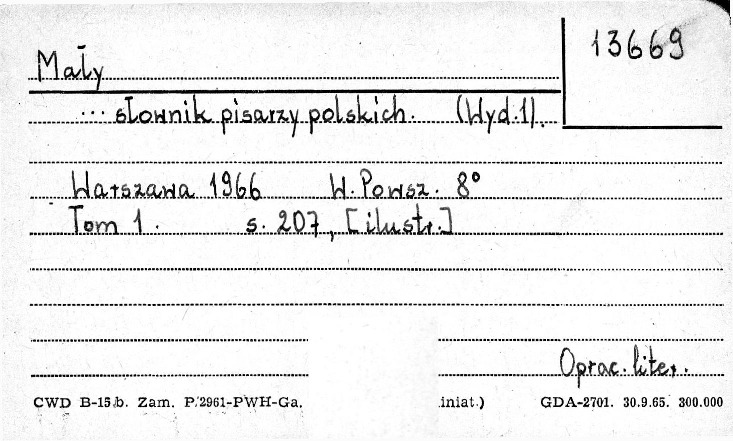 13669
Mały
... słownik pisarzy polskich. (Wyd.1).
Warszawa 1966 W. Powsz. 8°
Tom 1. s. 207, [ilustr.]
Oprac. liter.
CWD B-15/b. Zam. P/2961-PWH-Ga. iniat.) GDA-2701. 30.9.65. 300.000